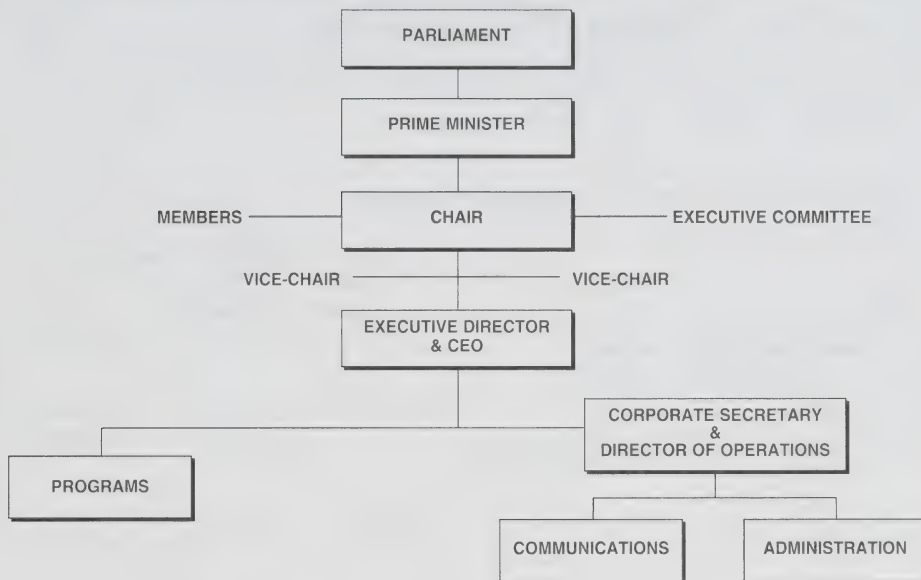 PARLIAMENT
PRIME MINISTER
MEMBERS
CHAIR
EXECUTIVE COMMITTEE
VICE-CHAIR
VICE-CHAIR
EXECUTIVE DIRECTOR
& CEO
CORPORATE SECRETARY
&
DIRECTOR OF OPERATIONS
PROGRAMS
COMMUNICATIONS
ADMINISTRATION